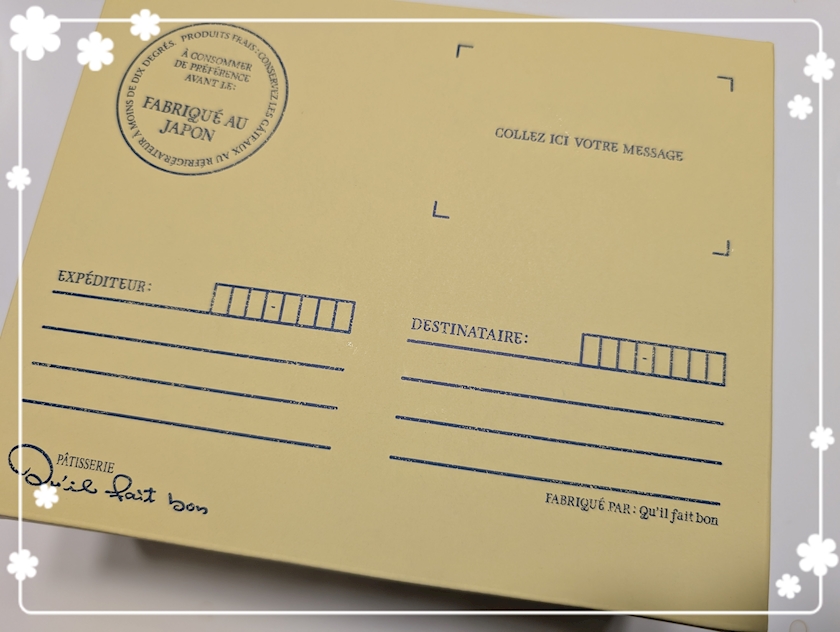 PRODUITS FRAIS: CONSERVEZ LES GÂTEAUX AU RÉFRIGÉRATEUR À MOINS DE DIX DEGRÉS.
À CONSOMMER
DE PRÉFÉRENCE
AVANT LE:
FABRIQUÉ AU
JAPON
COLLEZ ICI VOTRE MESSAGE
EXPÉDITEUR:
DESTINATAIRE:
PÂTISSERIE
Qu'il fait bon
FABRIQUÉ PAR: Qu'il fait bon